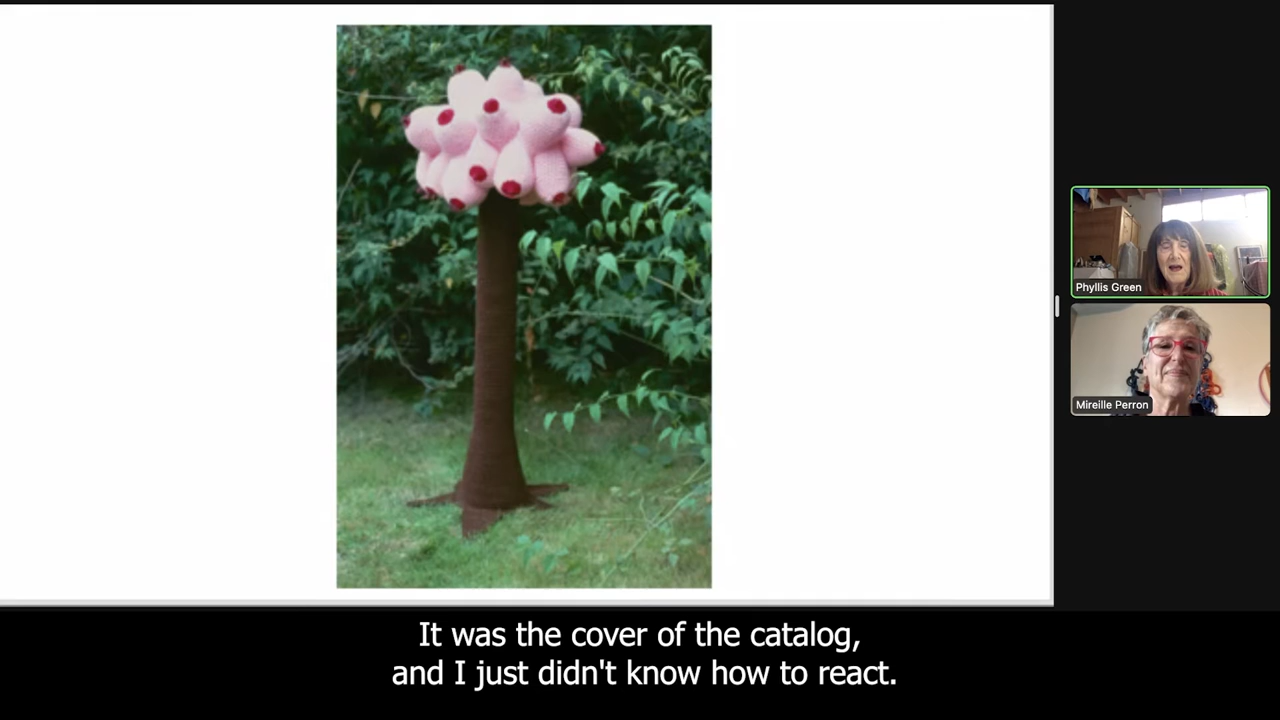 Phyllis Green
Mireille Perron
It was the cover of the catalog,
and I just didn't know how to react.